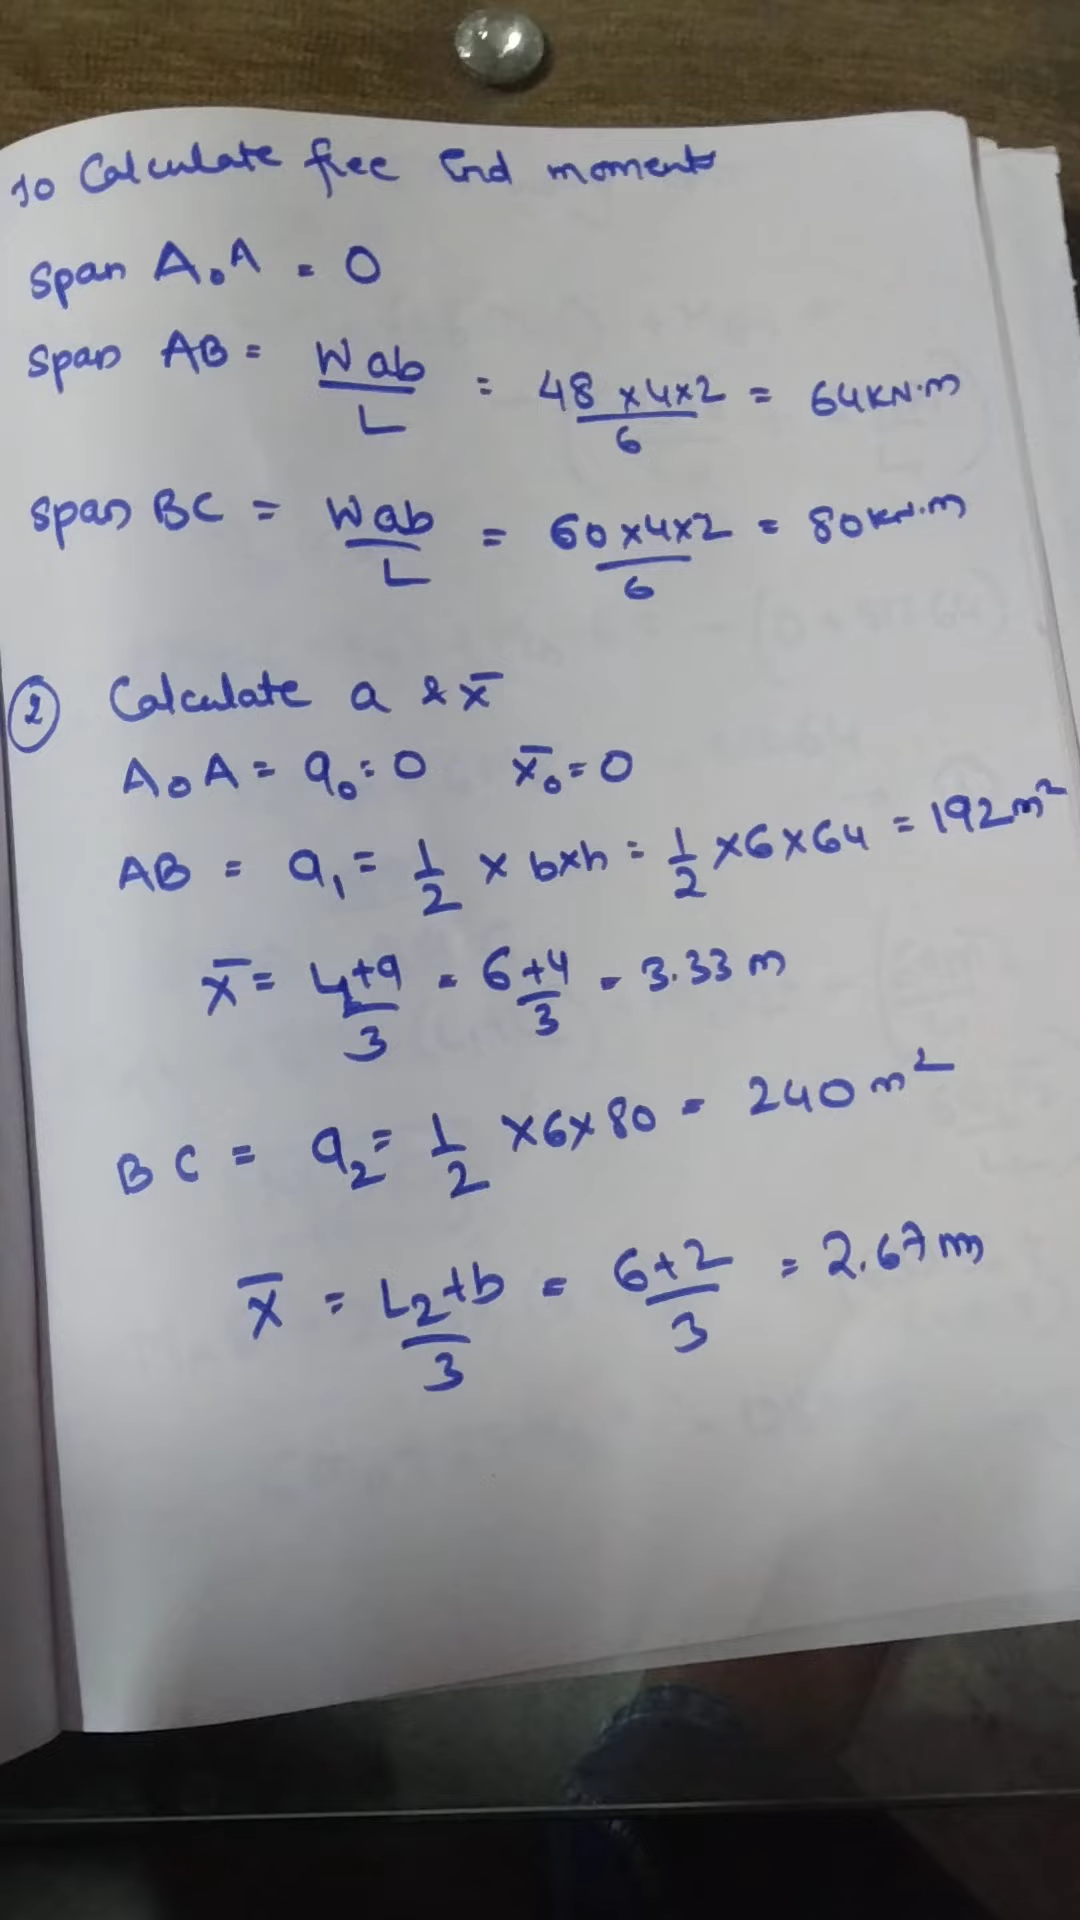 To Calculate free End moments
Span A₀A = 0
Span AB = Wab/L = 48×4×2/6 = 64KN.m
Span BC = Wab/L = 60×4×2/6 = 80KN.m
② Calculate a & x̄
A₀A = a₀ = 0 x̄₀ = 0
AB = a₁ = 1/2 × b×h = 1/2 ×6×64 = 192m²
x̄ = L+a/3 = 6+4/3 = 3.33 m
BC = a₂ = 1/2 ×6×80 = 240 m²
x̄ = L₂+b/3 = 6+2/3 = 2.67 m